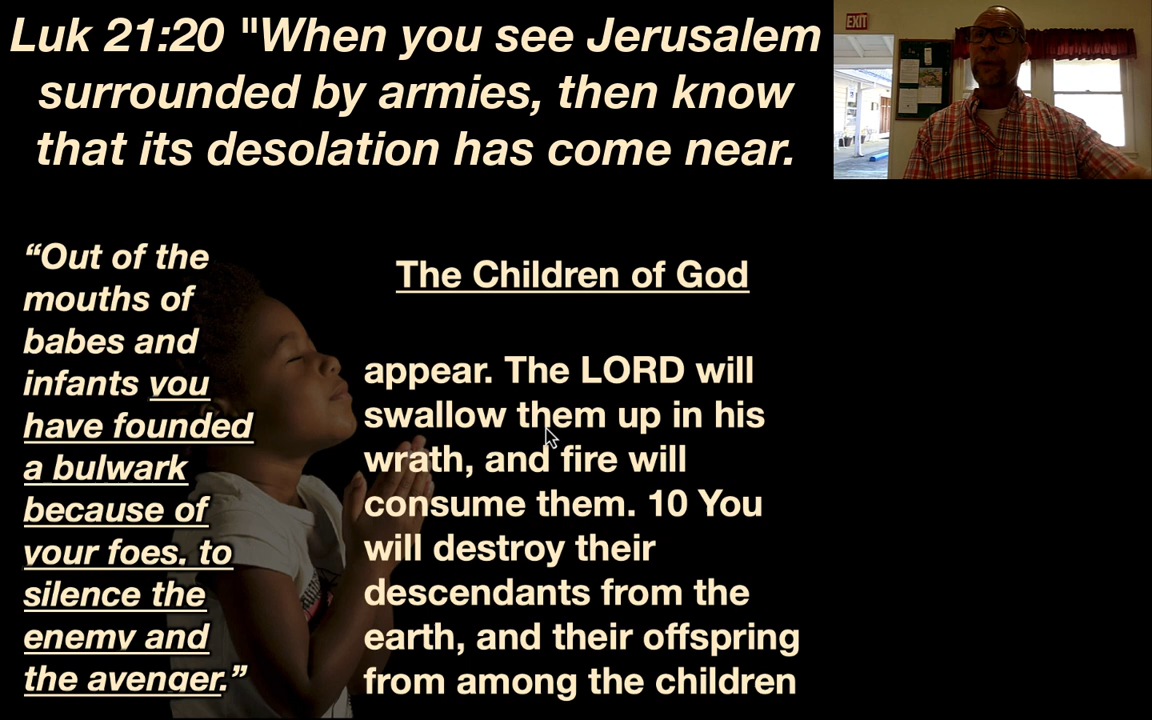 Luk 21:20 "When you see Jerusalem
surrounded by armies, then know
that its desolation has come near.
EXIT
“Out of the
mouths of
babes and
infants you
have founded
a bulwark
because of
your foes, to
silence the
enemy and
the avenger.”
The Children of God
appear. The LORD will
swallow them up in his
wrath, and fire will
consume them. 10 You
will destroy their
descendants from the
earth, and their offspring
from among the children